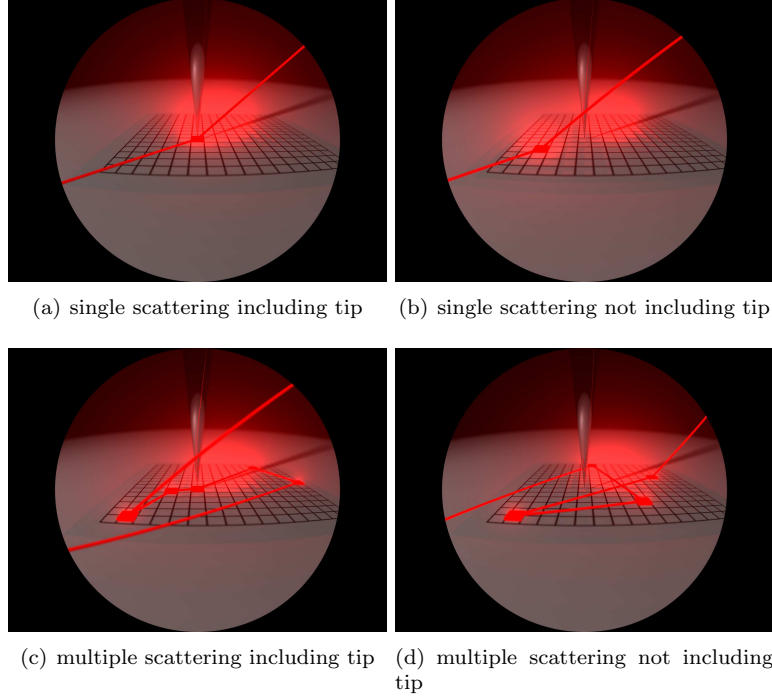 (a) single scattering including tip
(b) single scattering not including tip
(c) multiple scattering including tip
(d) multiple scattering not including
tip